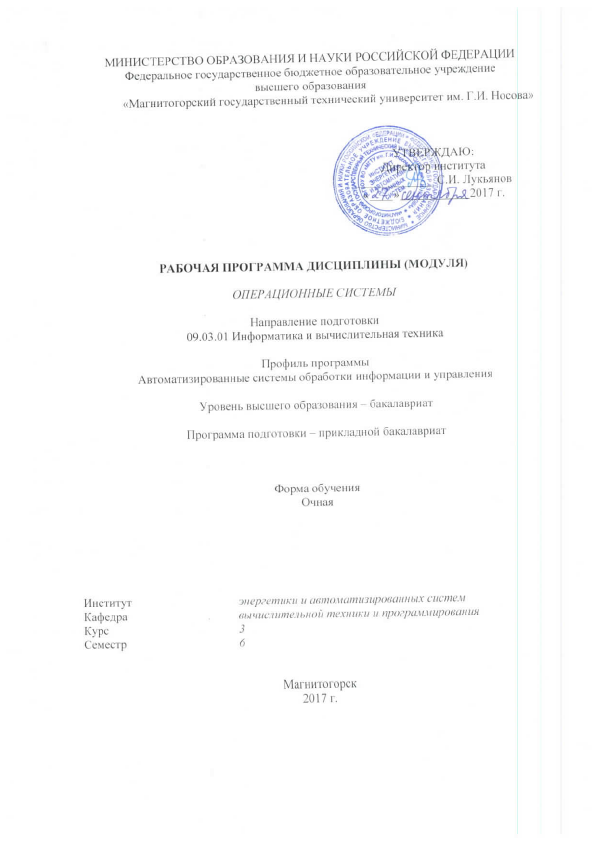 МИНИСТЕРСТВО ОБРАЗОВАНИЯ И НАУКИ РОССИЙСКОЙ ФЕДЕРАЦИИ
Федеральное государственное бюджетное образовательное учреждение
высшего образования
«Магнитогорский государственный технический университет им. Г.И. Носова»
УТВЕРЖДАЮ:
Директор института
С.И. Лукьянов
«27» сентября 2017 г.
РАБОЧАЯ ПРОГРАММА ДИСЦИПЛИНЫ (МОДУЛЯ)
ОПЕРАЦИОННЫЕ СИСТЕМЫ
Направление подготовки
09.03.01 Информатика и вычислительная техника
Профиль программы
Автоматизированные системы обработки информации и управления
Уровень высшего образования – бакалавриат
Программа подготовки – прикладной бакалавриат
Форма обучения
Очная
Институт энергетики и автоматизированных систем
Кафедра вычислительной техники и программирования
Курс 3
Семестр 6
Магнитогорск
2017 г.